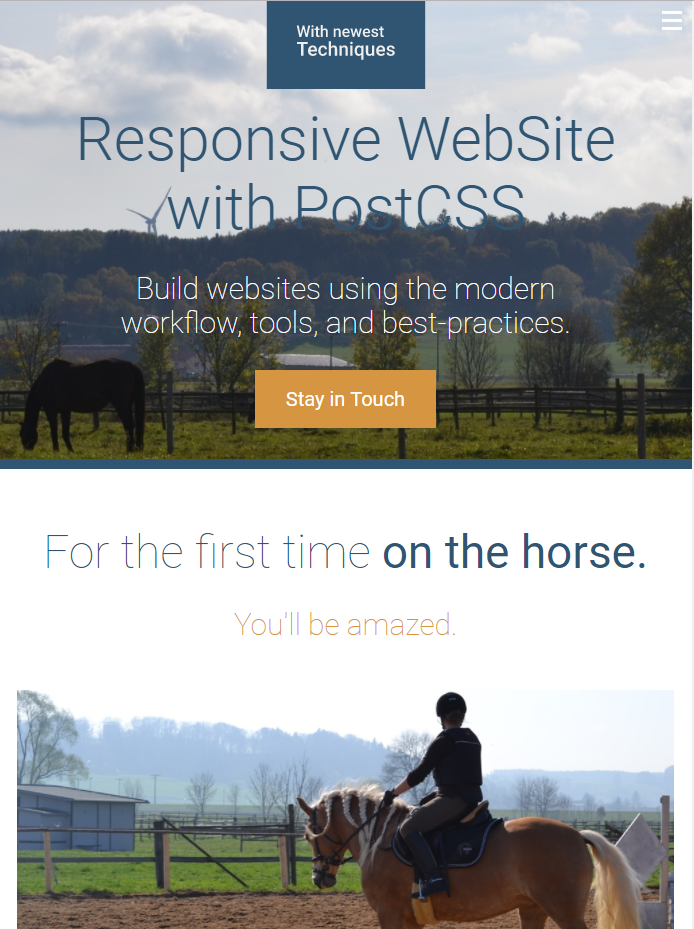 With newest
Techniques
Responsive WebSite
with PostCSS
Build websites using the modern
workflow, tools, and best-practices.
Stay in Touch
For the first time on the horse.
You'll be amazed.